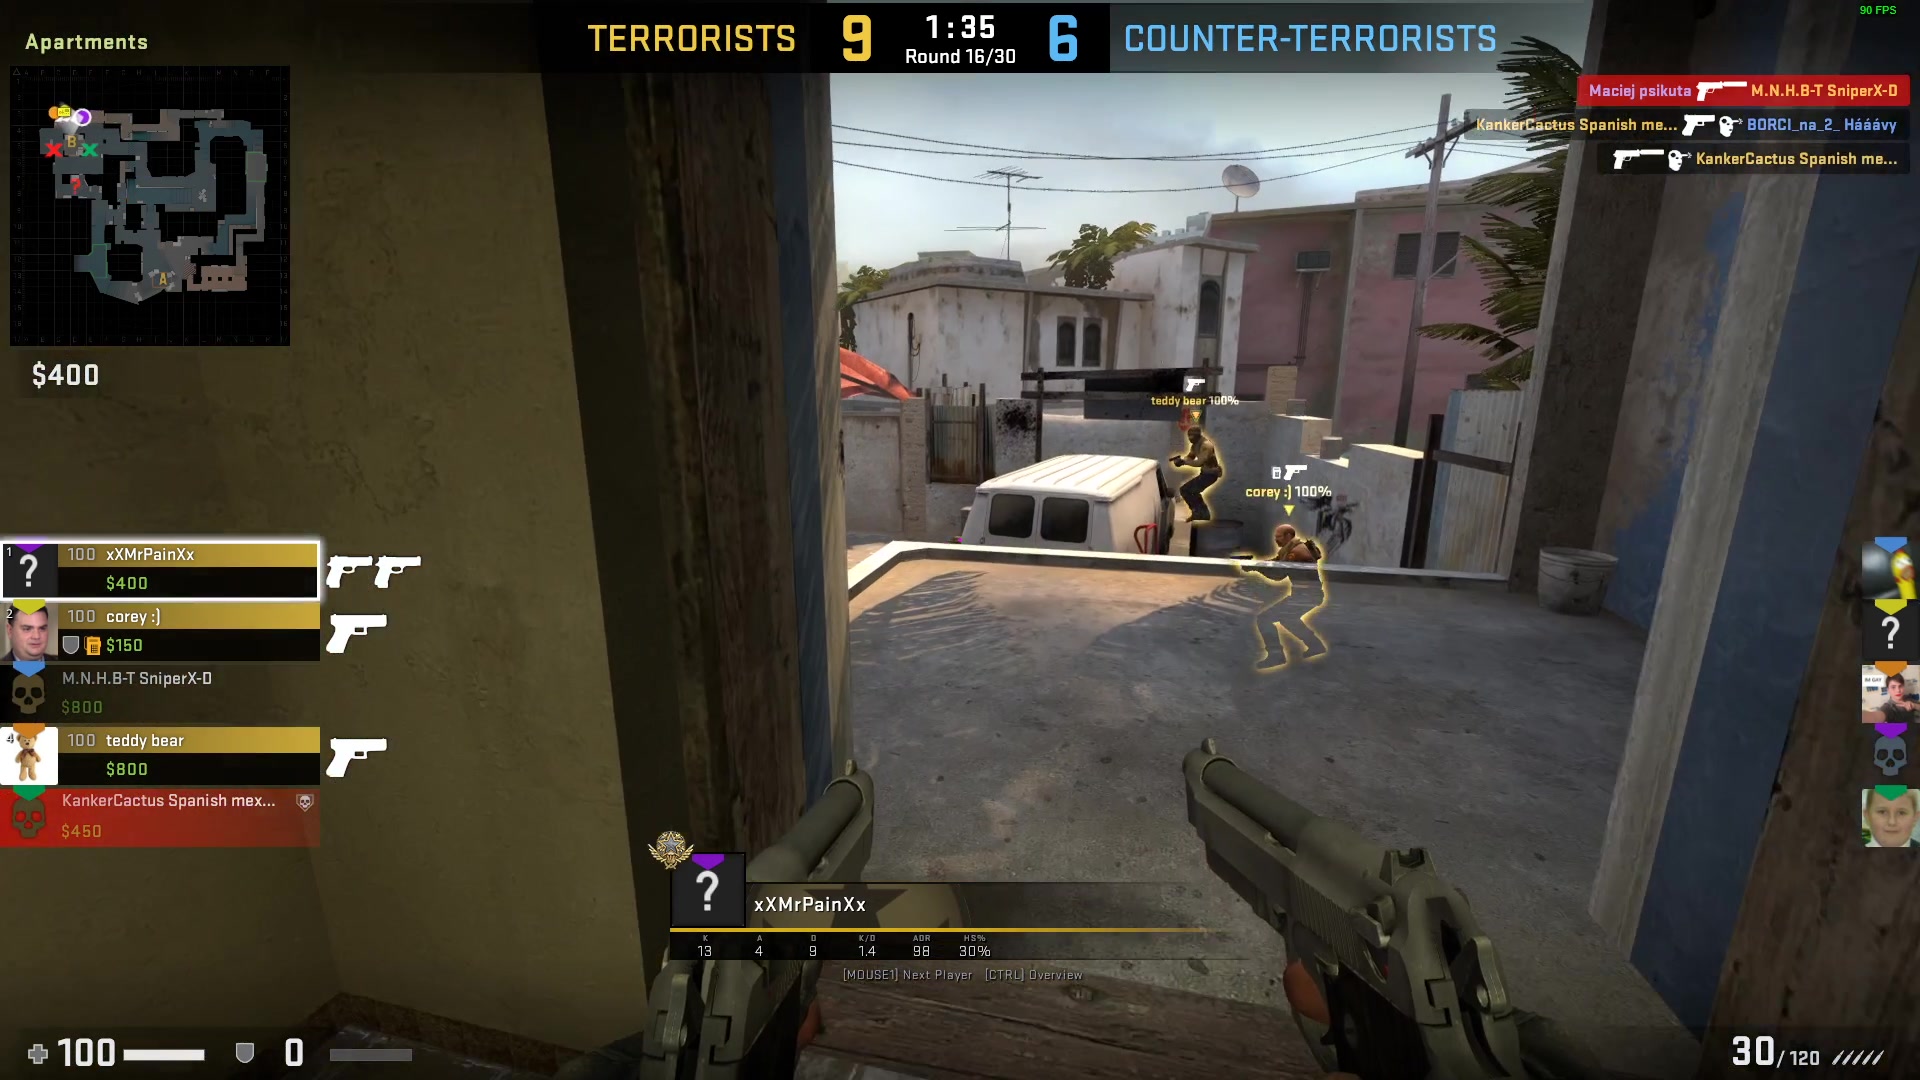 90 FPS
Apartments
TERRORISTS 9 1:35 6 COUNTER-TERRORISTS
Round 16/30
Maciej psikuta M.N.H.B-T SniperX-D
KankerCactus Spanish me... BORCI_na_2_ Hááávy
KankerCactus Spanish me...
B
A
$400
teddy bear 100%
corey :) 100%
1 ? 100 xXMrPainXx
$400
2 100 corey :)
$150
M.N.H.B-T SniperX-D
$800
4 100 teddy bear
$800
KankerCactus Spanish mex...
$450
?
? xXMrPainXx
K A D K/D ADR HS%
13 4 9 1.4 98 30%
[MOUSE1] Next Player [CTRL] Overview
100 0
30/120